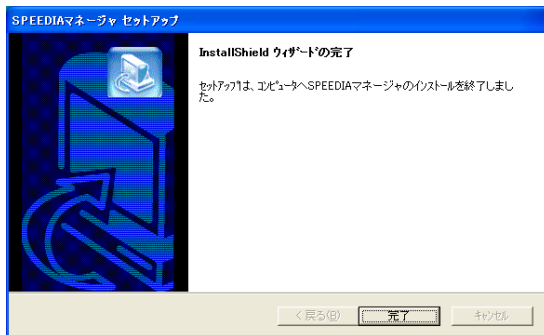 SPEEDIAマネージャ セットアップ
InstallShield ウィザードの完了
セットアップは、コンピュータへSPEEDIAマネージャのインストールを終了しまし
た。
< 戻る(B)
完了
キャンセル